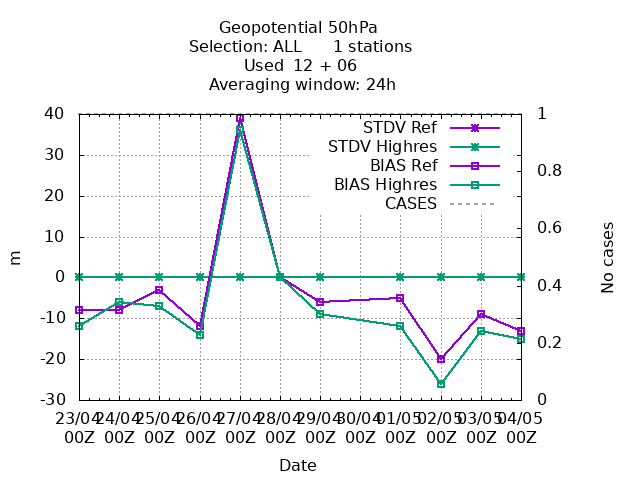 Geopotential 50hPa
Selection: ALL 1 stations
Used 12 + 06
Averaging window: 24h
40
30
20
10
0
-10
-20
-30
m
1
0.8
0.6
0.4
0.2
0
No cases
STDV Ref
STDV Highres
BIAS Ref
BIAS Highres
CASES
23/04 24/04 25/04 26/04 27/04 28/04 29/04 30/04 01/05 02/05 03/05 04/05
00Z 00Z 00Z 00Z 00Z 00Z 00Z 00Z 00Z 00Z 00Z 00Z
Date